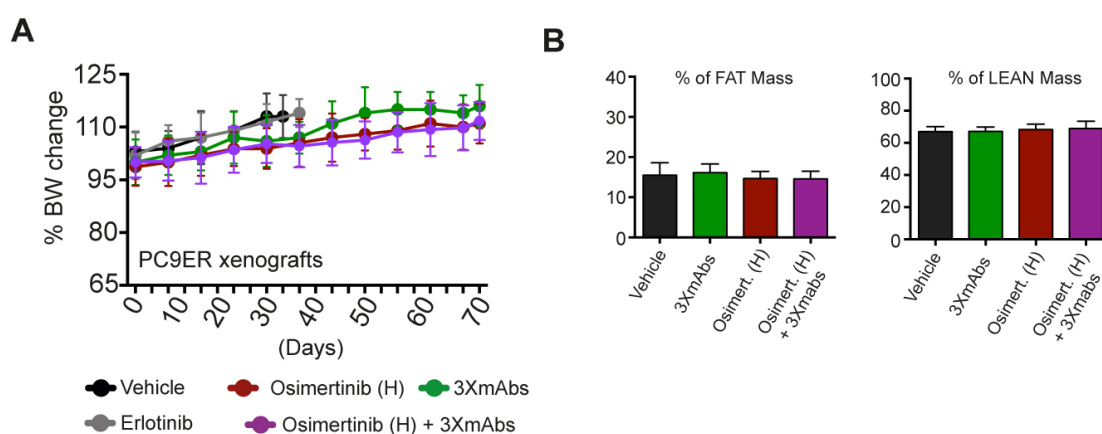 A
% BW change
125
110
95
80
65
PC9ER xenografts
0
10
20
30
40
50
60
70
(Days)
Vehicle
Osimertinib (H)
3XmAbs
Erlotinib
Osimertinib (H) + 3XmAbs
B
% of FAT Mass
40
30
20
10
0
Vehicle
3XmAbs
Osimert. (H)
Osimert. (H)
+ 3Xmabs
% of LEAN Mass
100
80
60
40
20
0
Vehicle
3XmAbs
Osimert. (H)
Osimert. (H)
+ 3Xmabs